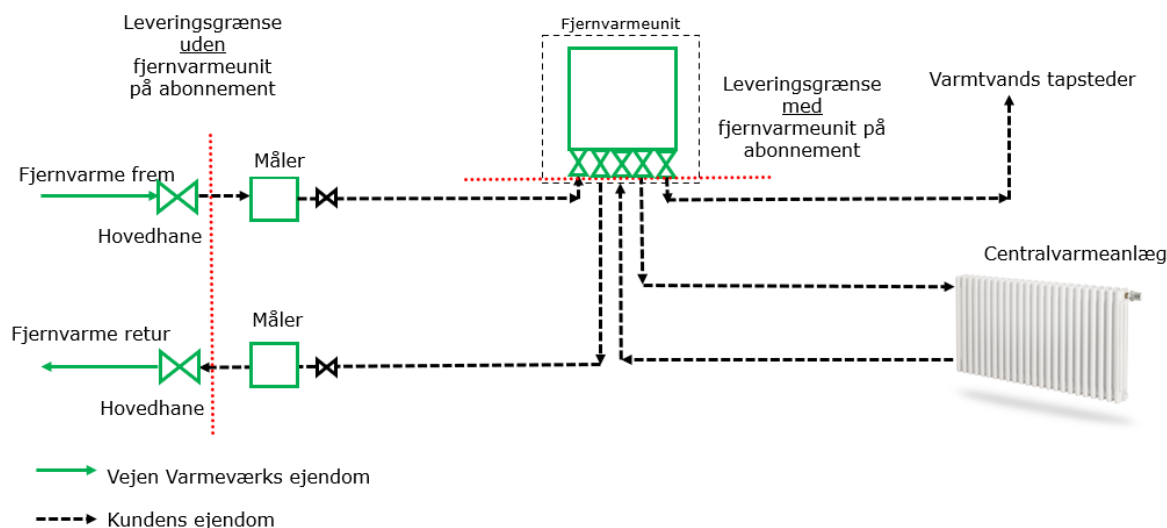 Leveringsgrænse
uden
fjernvarmeunit
på abonnement
Fjernvarmeunit
Leveringsgrænse
med
fjernvarmeunit på
abonnement
Varmtvands tapsteder
Fjernvarme frem
Måler
Hovedhane
Centralvarmeanlæg
Fjernvarme retur
Måler
Hovedhane
Vejen Varmeværks ejendom
Kundens ejendom